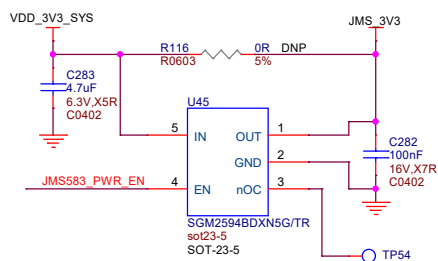 VDD_3V3_SYS
JMS_3V3
R116
0R
DNP
R0603
5%
C283
4.7uF
6.3V,X5R
C0402
U45
5
IN
OUT
1
GND
2
JMS583_PWR_EN
4
EN
nOC
3
C282
100nF
16V,X7R
C0402
SGM2594BDXN5G/TR
sot23-5
SOT-23-5
TP54